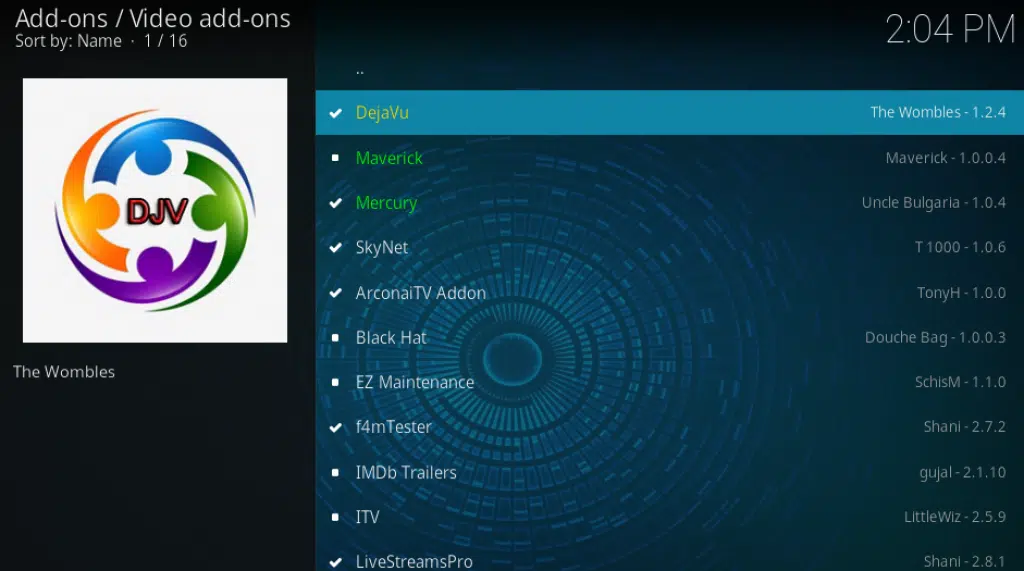 Add-ons / Video add-ons
Sort by: Name · 1 / 16
2:04 PM
DJV
The Wombles
..
DejaVu The Wombles - 1.2.4
Maverick Maverick - 1.0.0.4
Mercury Uncle Bulgaria - 1.0.4
SkyNet T 1000 - 1.0.6
ArconaiTV Addon TonyH - 1.0.0
Black Hat Douche Bag - 1.0.0.3
EZ Maintenance SchisM - 1.1.0
f4mTester Shani - 2.7.2
IMDb Trailers gujal - 2.1.10
ITV LittleWiz - 2.5.9
LiveStreamsPro Shani - 2.8.1